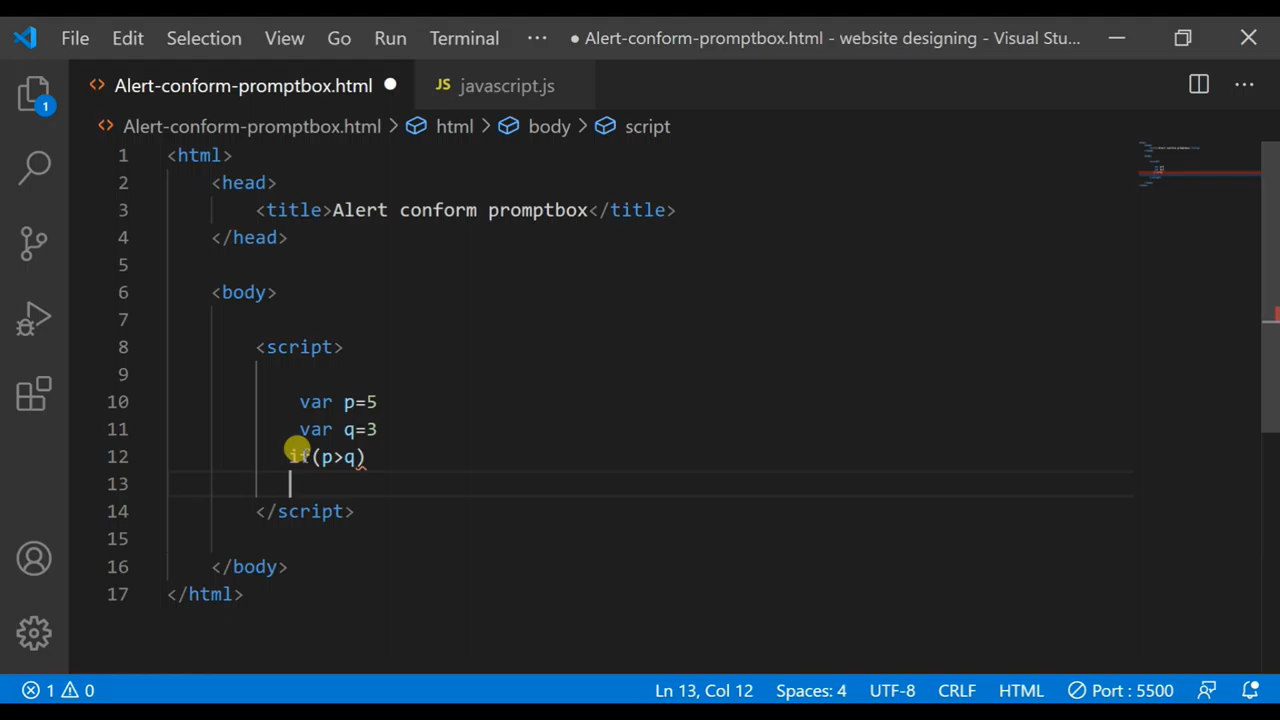 File Edit Selection View Go Run Terminal ··· ● Alert-conform-promptbox.html - website designing - Visual Stu...
<> Alert-conform-promptbox.html ● JS javascript.js ···
<> Alert-conform-promptbox.html > html > body > script
1 <html>
2 <head>
3 <title>Alert conform promptbox</title>
4 </head>
5
6 <body>
7
8 <script>
9
10 var p=5
11 var q=3
12 if(p>q)
13
14 </script>
15
16 </body>
17 </html>
1
1 0 Ln 13, Col 12 Spaces: 4 UTF-8 CRLF HTML Port : 5500